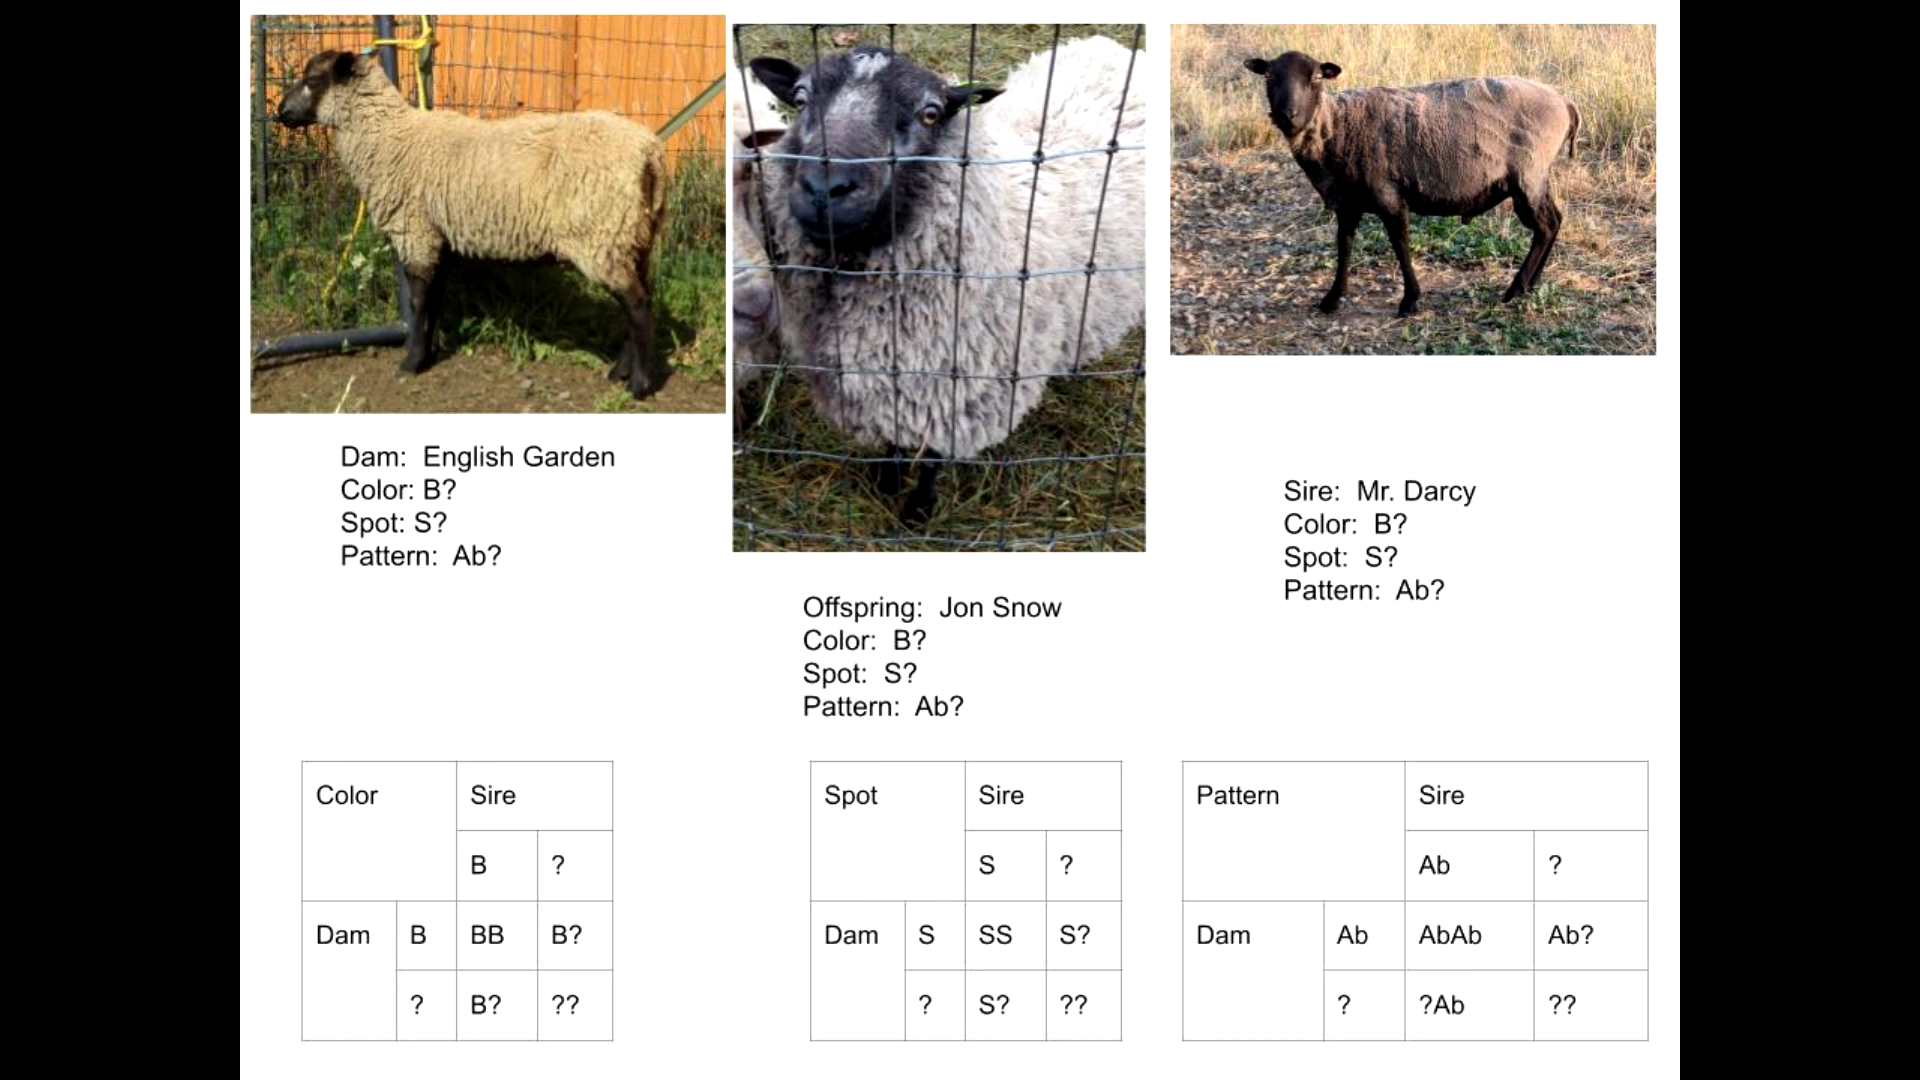 Dam:  English Garden
Color: B?
Spot: S?
Pattern:  Ab?
Offspring:  Jon Snow
Color:  B?
Spot:  S?
Pattern:  Ab?
Sire:  Mr. Darcy
Color:  B?
Spot:  S?
Pattern:  Ab?
Color Sire
B ?
Dam B BB B?
? B? ??
Spot Sire
S ?
Dam S SS S?
? S? ??
Pattern Sire
Ab ?
Dam Ab AbAb Ab?
? ?Ab ??